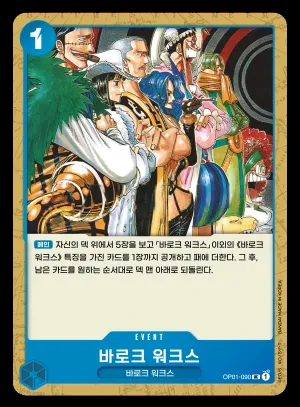 1
메인 자신의 덱 위에서 5장을 보고 「바로크 워크스」 이외의 《바로크
워크스》 특징을 가진 카드를 1장까지 공개하고 패에 더한다. 그 후,
남은 카드를 원하는 순서대로 덱 맨 아래로 되돌린다.
EVENT
바로크 워크스
바로크 워크스
OP01-090
1